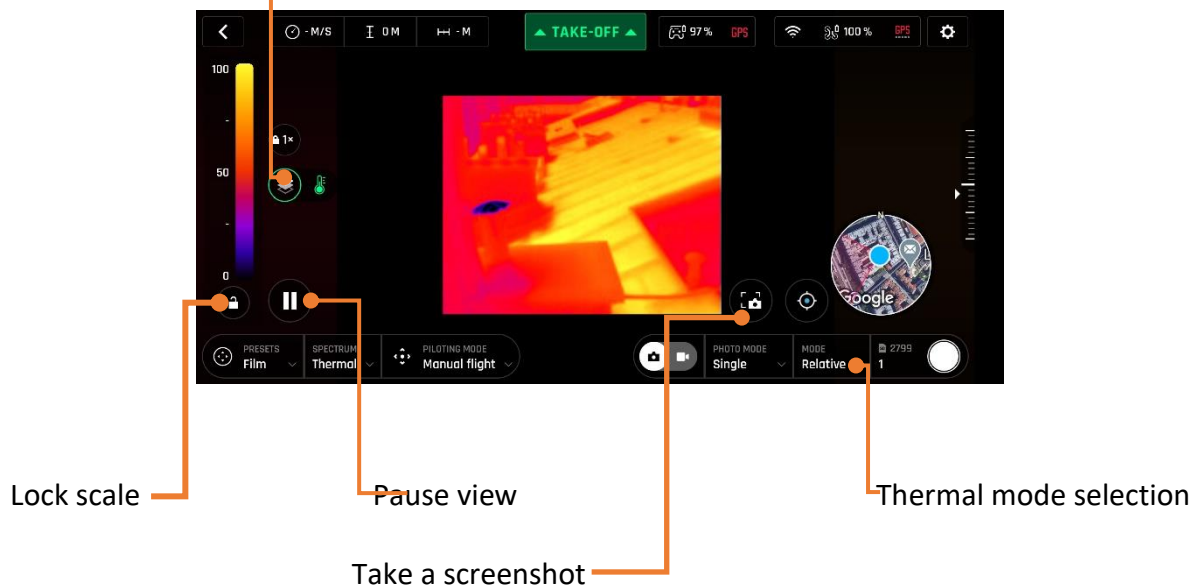 - M/S
0 M
- M
TAKE-OFF
97 %
GPS
100 %
GPS
100
-
50
-
0
1×
N
Google
PRESETS
Film
SPECTRUM
Thermal
PILOTING MODE
Manual flight
PHOTO MODE
Single
MODE
Relative
2799
1
Lock scale
Pause view
Thermal mode selection
Take a screenshot